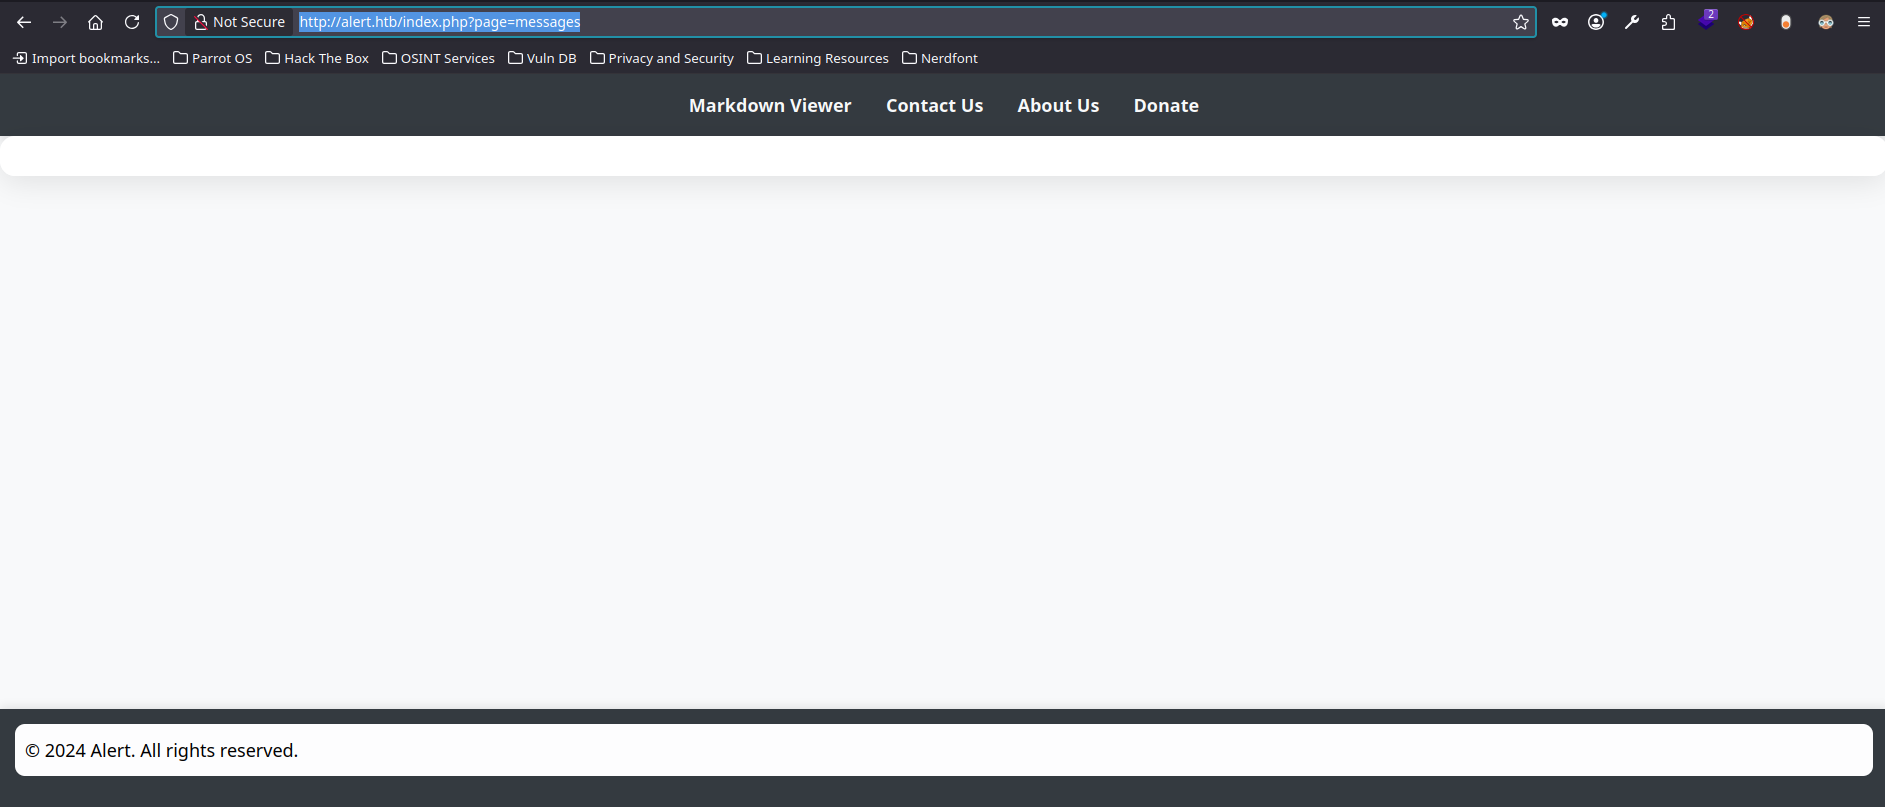 Not Secure http://alert.htb/index.php?page=messages 2
Import bookmarks... Parrot OS Hack The Box OSINT Services Vuln DB Privacy and Security Learning Resources Nerdfont
Markdown Viewer Contact Us About Us Donate
© 2024 Alert. All rights reserved.